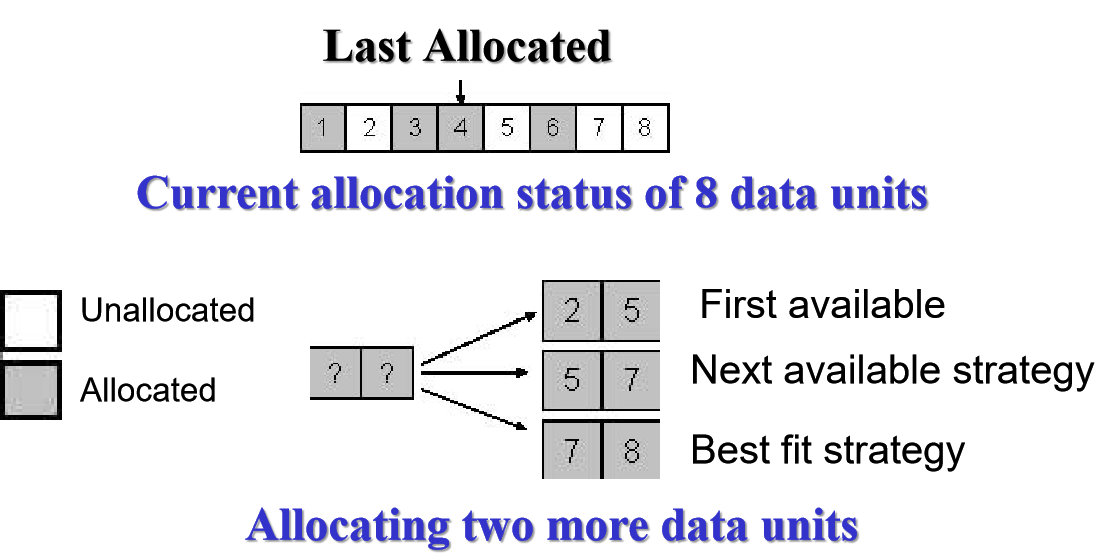 Last Allocated
1 2 3 4 5 6 7 8
Current allocation status of 8 data units
Unallocated
Allocated
? ?
2 5 First available
5 7 Next available strategy
7 8 Best fit strategy
Allocating two more data units